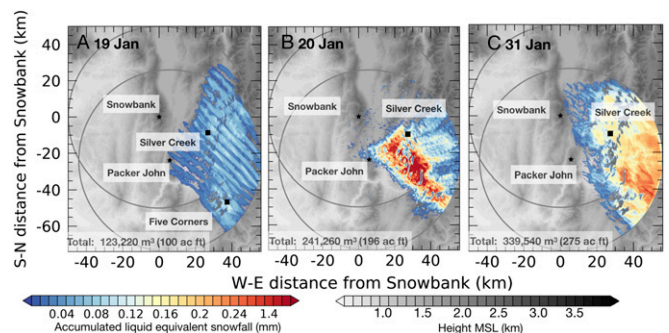 A 19 Jan
B 20 Jan
C 31 Jan
S-N distance from Snowbank (km)
40
20
0
-20
-40
-60
Snowbank
Silver Creek
Packer John
Five Corners
Total: 123,220 m³ (100 ac ft)
Snowbank
Silver Creek
Packer John
Total: 241,260 m³ (196 ac ft)
Snowbank
Silver Creek
Packer John
Total: 339,540 m³ (275 ac ft)
-40 -20 0 20 40
-40 -20 0 20 40
-40 -20 0 20 40
W-E distance from Snowbank (km)
0.04 0.08 0.12 0.16 0.2 0.24 1.4
Accumulated liquid equivalent snowfall (mm)
1.0 1.5 2.0 2.5 3.0 3.5
Height MSL (km)